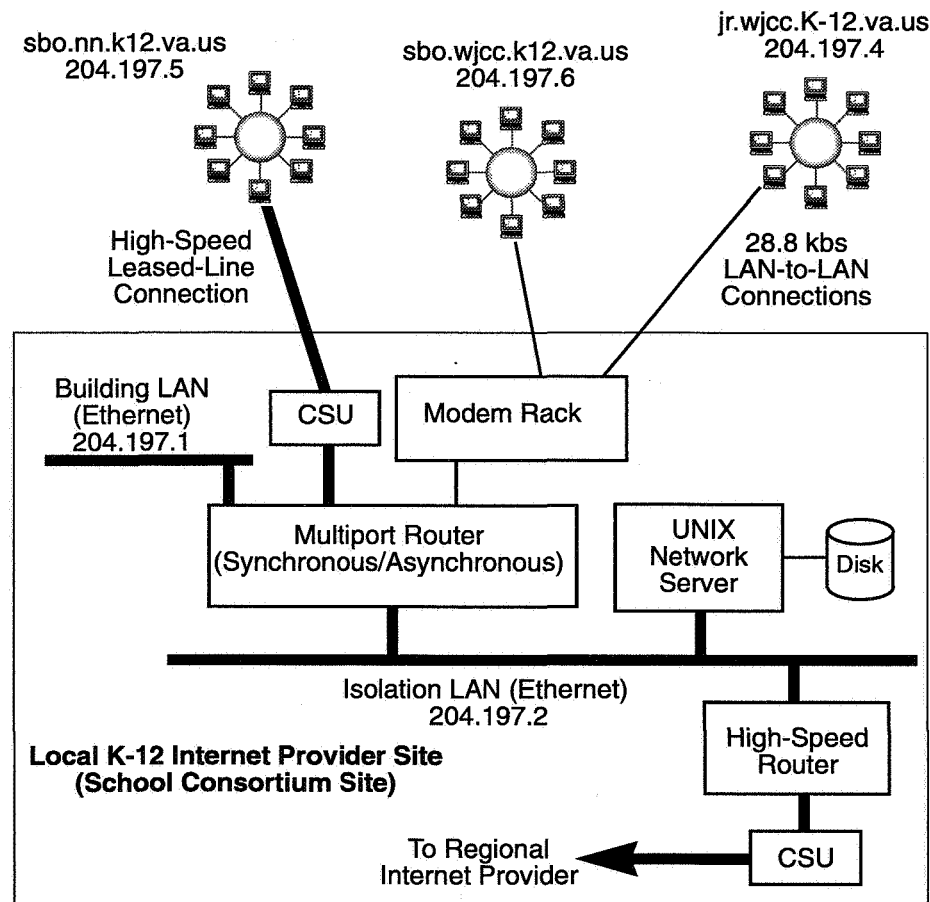 sbo.nn.k12.va.us
204.197.5
sbo.wjcc.k12.va.us
204.197.6
jr.wjcc.K-12.va.us
204.197.4
High-Speed
Leased-Line
Connection
28.8 kbs
LAN-to-LAN
Connections
Building LAN
(Ethernet)
204.197.1
CSU
Modem Rack
Multiport Router
(Synchronous/Asynchronous)
UNIX
Network
Server
Disk
Isolation LAN (Ethernet)
204.197.2
Local K-12 Internet Provider Site
(School Consortium Site)
High-Speed
Router
To Regional
Internet Provider
CSU